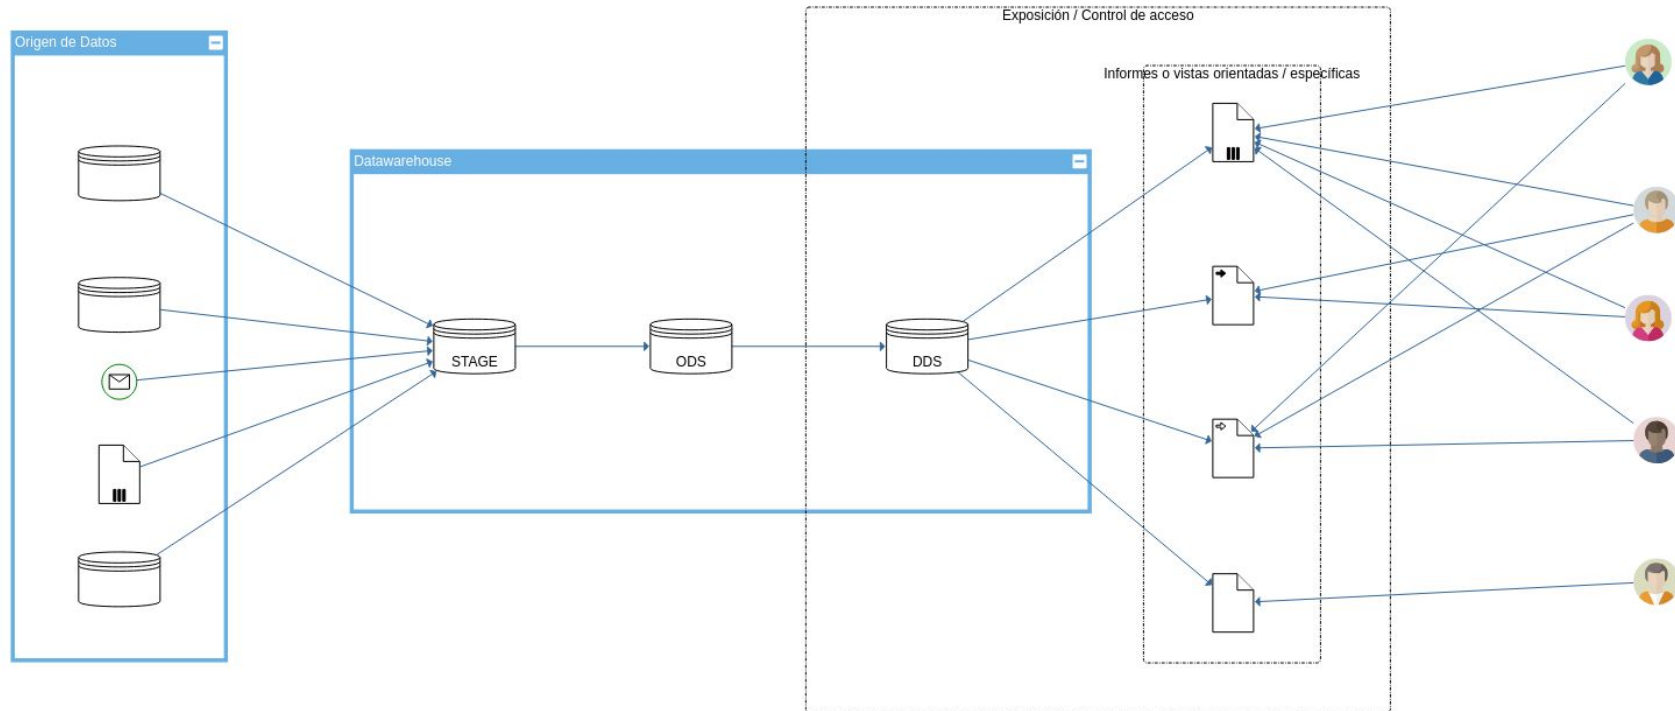 Exposición / Control de acceso
Origen de Datos
Informes o vistas orientadas / específicas
Datawarehouse
STAGE
ODS
DDS